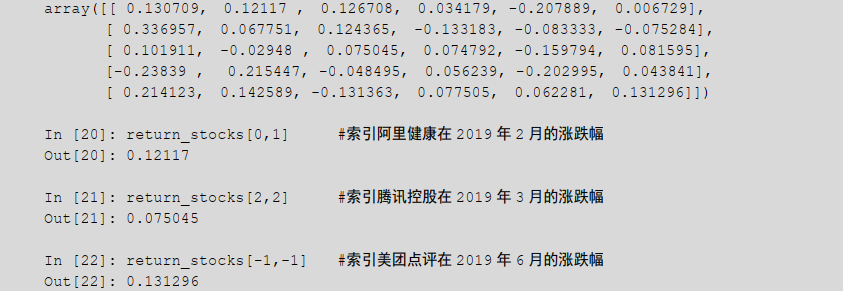 array([[ 0.130709, 0.12117 , 0.126708, 0.034179, -0.207889, 0.006729],
[ 0.336957, 0.067751, 0.124365, -0.133183, -0.083333, -0.075284],
[ 0.101911, -0.02948 , 0.075045, 0.074792, -0.159794, 0.081595],
[-0.23839 , 0.215447, -0.048495, 0.056239, -0.202995, 0.043841],
[ 0.214123, 0.142589, -0.131363, 0.077505, 0.062281, 0.131296]])
In [20]: return_stocks[0,1] #索引阿里健康在 2019 年 2 月的涨跌幅
Out[20]: 0.12117
In [21]: return_stocks[2,2] #索引腾讯控股在 2019 年 3 月的涨跌幅
Out[21]: 0.075045
In [22]: return_stocks[-1,-1] #索引美团点评在 2019 年 6 月的涨跌幅
Out[22]: 0.131296